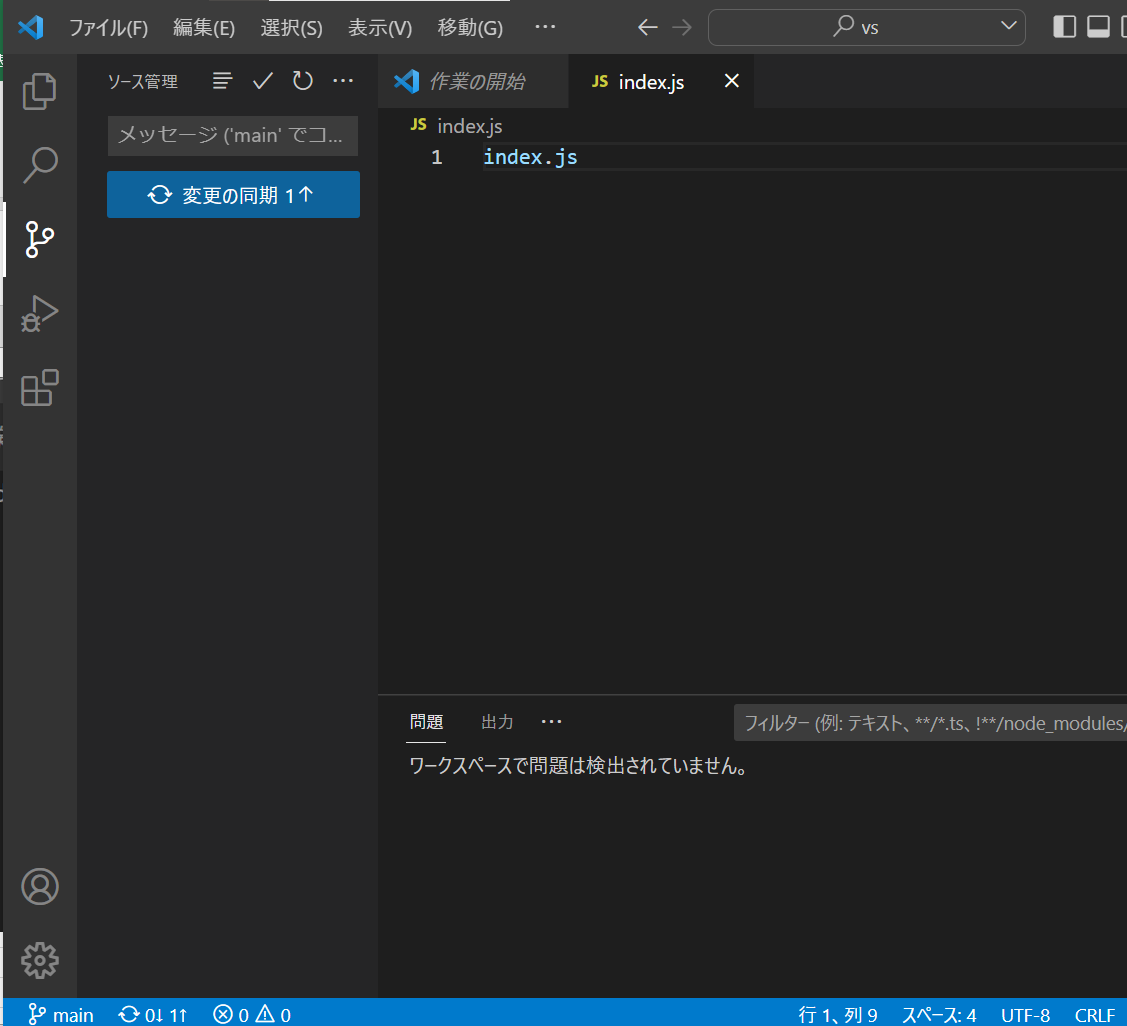 ファイル(F) 編集(E) 選択(S) 表示(V) 移動(G) ··· vs
ソース管理 ···
作業の開始 JS index.js
JS index.js
メッセージ ('main' でコ...
1 index.js
変更の同期 1↑
問題 出力 ···
フィルター (例: テキスト、**/*.ts、!**/node_modules/
ワークスペースで問題は検出されていません。
main 0↓ 1↑ 0 0 行 1、列 9 スペース: 4 UTF-8 CRLF